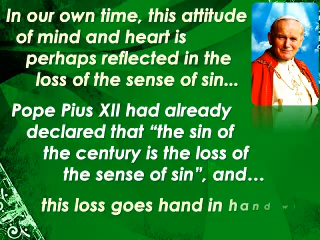 In our own time, this attitude
of mind and heart is
perhaps reflected in the
loss of the sense of sin...
Pope Pius XII had already
declared that “the sin of
the century is the loss of
the sense of sin”, and…
this loss goes hand in hand w